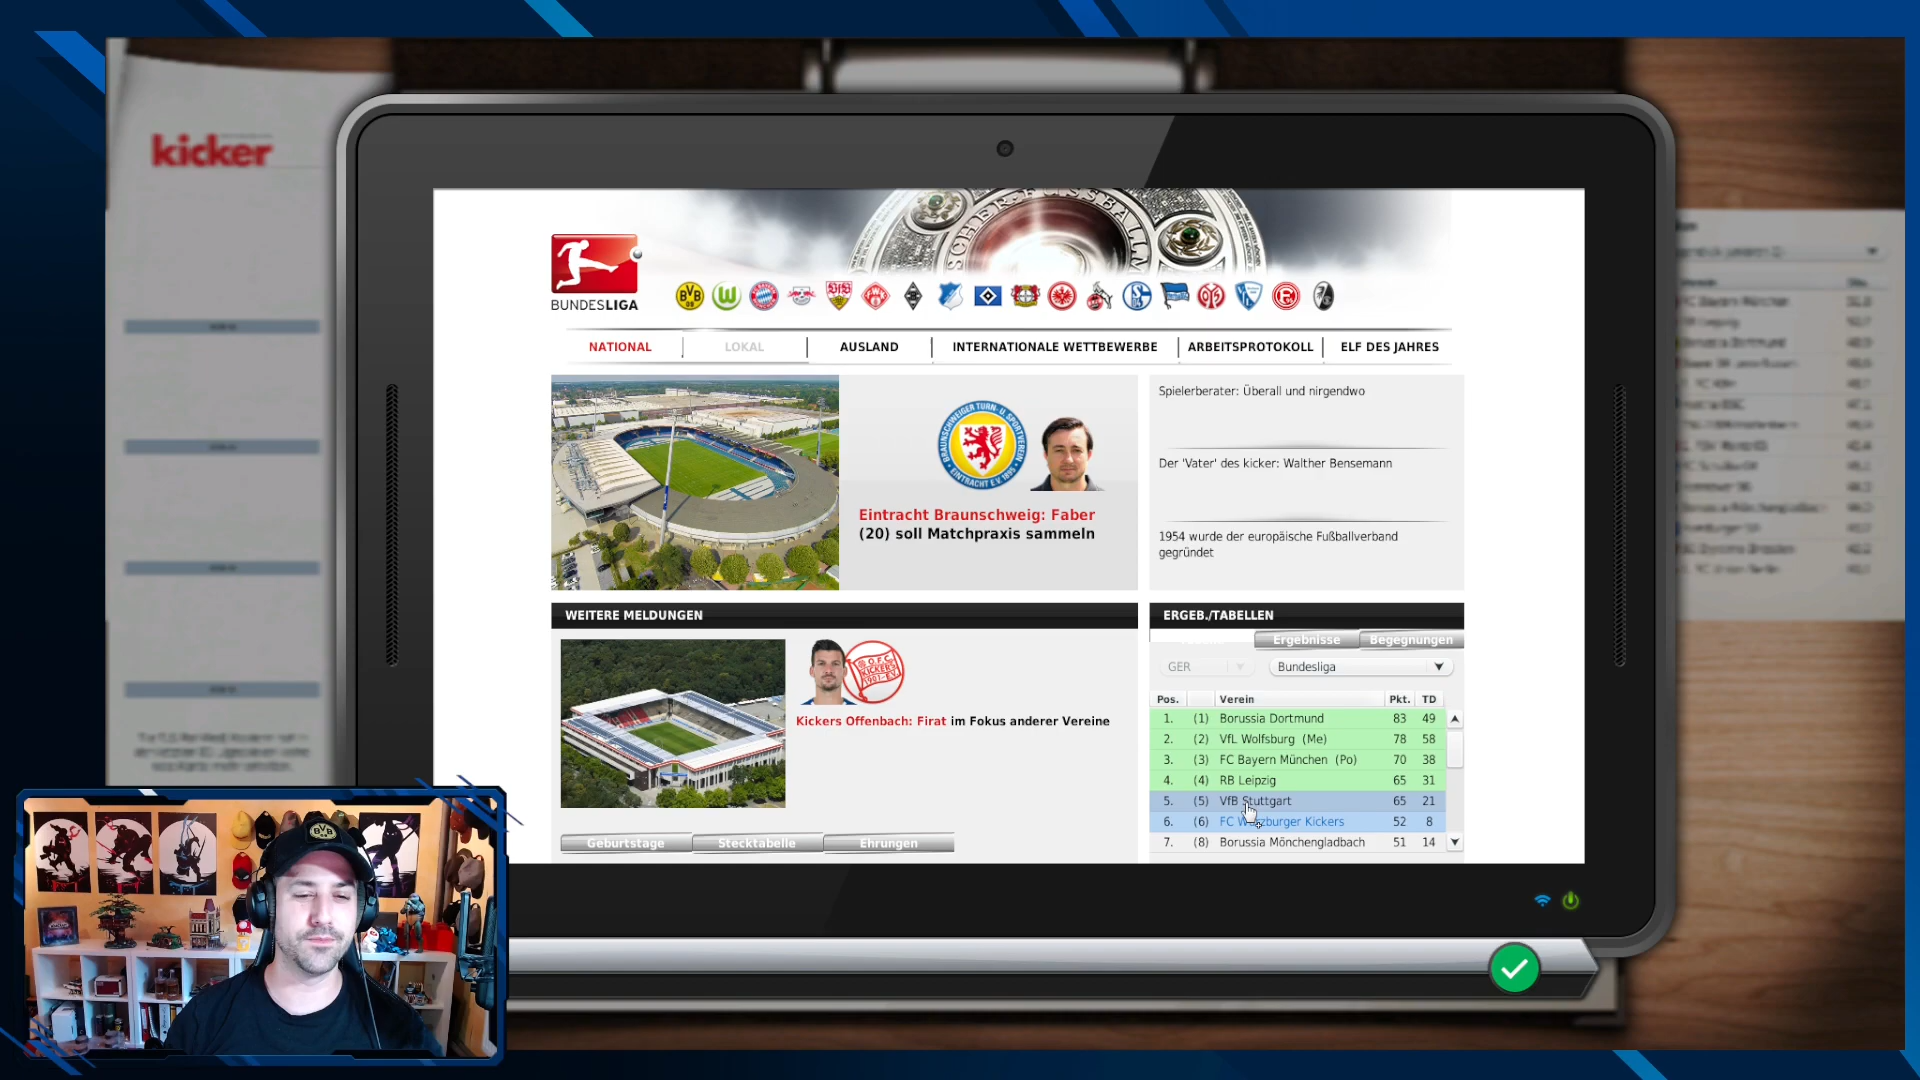 kicker
BUNDESLIGA
NATIONAL
LOKAL
AUSLAND
INTERNATIONALE WETTBEWERBE
ARBEITSPROTOKOLL
ELF DES JAHRES
Eintracht Braunschweig: Faber
(20) soll Matchpraxis sammeln
Spielerberater: Überall und nirgendwo
Der 'Vater' des kicker: Walther Bensemann
1954 wurde der europäische Fußballverband
gegründet
WEITERE MELDUNGEN
Kickers Offenbach: Firat im Fokus anderer Vereine
Geburtstage
Stecktabelle
Ehrungen
ERGEB./TABELLEN
Ergebnisse
Begegnungen
GER
Bundesliga
Pos. Verein Pkt. TD
1. (1) Borussia Dortmund 83 49
2. (2) VfL Wolfsburg (Me) 78 58
3. (3) FC Bayern München (Po) 70 38
4. (4) RB Leipzig 65 31
5. (5) VfB Stuttgart 65 21
6. (6) FC Würzburger Kickers 52 8
7. (8) Borussia Mönchengladbach 51 14